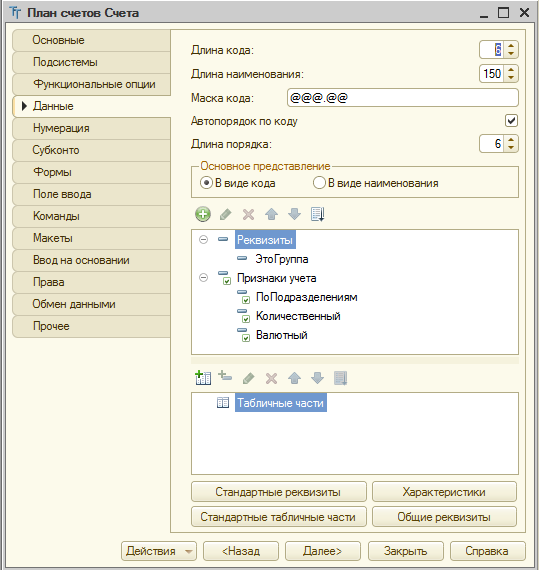 План счетов Счета
Основные
Подсистемы
Функциональные опции
Данные
Нумерация
Субконто
Формы
Поле ввода
Команды
Макеты
Ввод на основании
Права
Обмен данными
Прочее
Длина кода: 6
Длина наименования: 150
Маска кода: @@@.@@
Автопорядок по коду
Длина порядка: 6
Основное представление
В виде кода В виде наименования
Реквизиты
ЭтоГруппа
Признаки учета
ПоПодразделениям
Количественный
Валютный
Табличные части
Стандартные реквизиты Характеристики
Стандартные табличные части Общие реквизиты
Действия <Назад Далее> Закрыть Справка